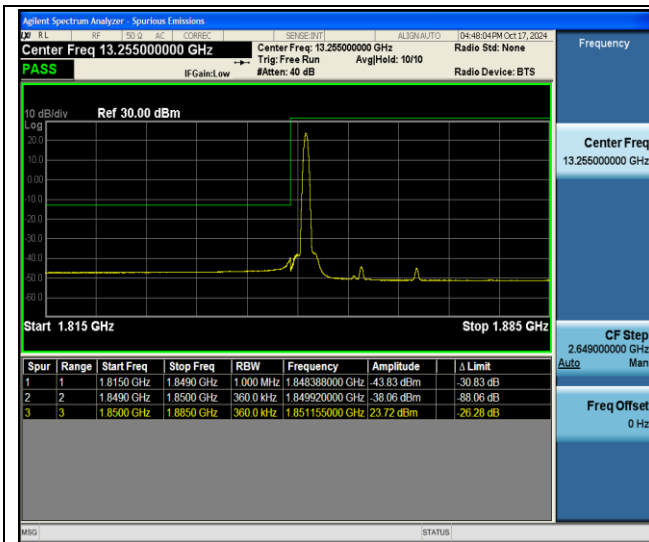 Agilent Spectrum Analyzer - Spurious Emissions
LXI RL RF 50 Ω AC CORREC SENSE:INT ALIGNAUTO 04:48:04 PM Oct 17, 2024
Center Freq 13.255000000 GHz Center Freq: 13.255000000 GHz Radio Std: None
Trig: Free Run Avg|Hold: 10/10
PASS IFGain:Low #Atten: 40 dB Radio Device: BTS
10 dB/div Ref 30.00 dBm
Log
20.0
10.0
0.00
-10.0
-20.0
-30.0
-40.0
-50.0
-60.0
Start 1.815 GHz Stop 1.885 GHz
Spur Range Start Freq Stop Freq RBW Frequency Amplitude Δ Limit
1 1 1.8150 GHz 1.8490 GHz 1.000 MHz 1.848388000 GHz -43.83 dBm -30.83 dB
2 2 1.8490 GHz 1.8500 GHz 360.0 kHz 1.849920000 GHz -38.06 dBm -88.06 dB
3 3 1.8500 GHz 1.8850 GHz 360.0 kHz 1.851155000 GHz 23.72 dBm -26.28 dB
MSG STATUS
Frequency
Center Freq
13.255000000 GHz
CF Step
2.649000000 GHz
Auto Man
Freq Offset
0 Hz